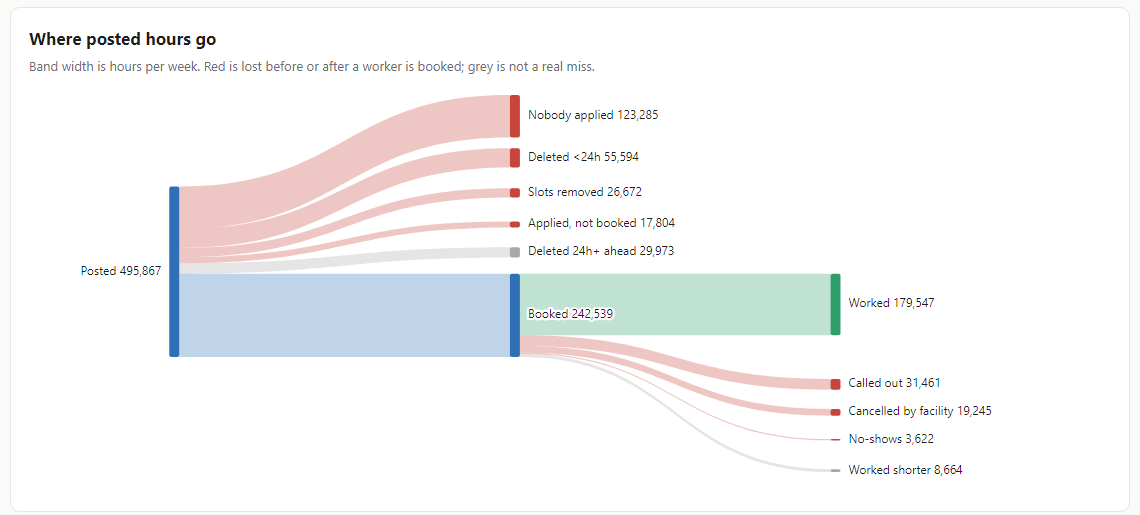 Where posted hours go
Band width is hours per week. Red is lost before or after a worker is booked; grey is not a real miss.
Nobody applied 123,285
Deleted <24h 55,594
Slots removed 26,672
Applied, not booked 17,804
Deleted 24h+ ahead 29,973
Posted 495,867
Booked 242,539
Worked 179,547
Called out 31,461
Cancelled by facility 19,245
No-shows 3,622
Worked shorter 8,664